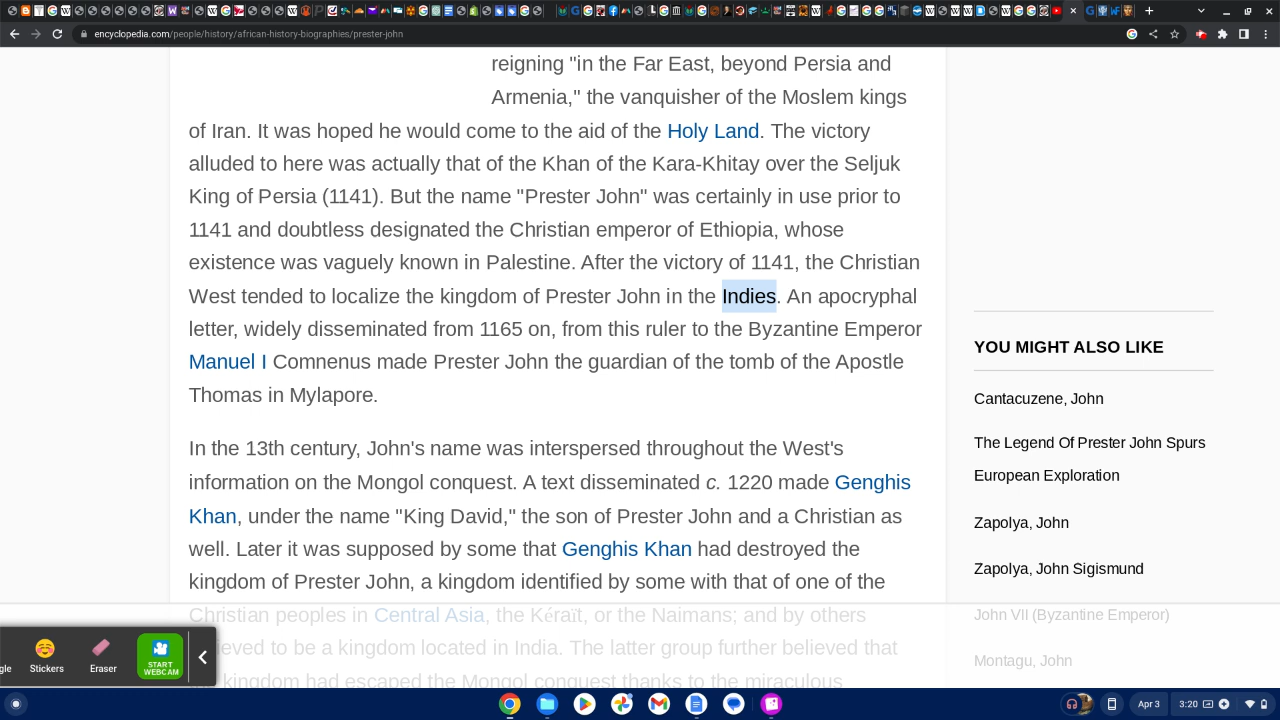 encyclopedia.com/people/history/african-history-biographies/prester-john
reigning "in the Far East, beyond Persia and
Armenia," the vanquisher of the Moslem kings
of Iran. It was hoped he would come to the aid of the Holy Land. The victory
alluded to here was actually that of the Khan of the Kara-Khitay over the Seljuk
King of Persia (1141). But the name "Prester John" was certainly in use prior to
1141 and doubtless designated the Christian emperor of Ethiopia, whose
existence was vaguely known in Palestine. After the victory of 1141, the Christian
West tended to localize the kingdom of Prester John in the Indies. An apocryphal
letter, widely disseminated from 1165 on, from this ruler to the Byzantine Emperor
Manuel I Comnenus made Prester John the guardian of the tomb of the Apostle
Thomas in Mylapore.
In the 13th century, John's name was interspersed throughout the West's
information on the Mongol conquest. A text disseminated c. 1220 made Genghis
Khan, under the name "King David," the son of Prester John and a Christian as
well. Later it was supposed by some that Genghis Khan had destroyed the
kingdom of Prester John, a kingdom identified by some with that of one of the
Christian peoples in Central Asia, the Kéraït, or the Naimans; and by others
ieved to be a kingdom located in India. The latter group further believed that
kingdom had escaped the Mongol conquest thanks to the miraculous
YOU MIGHT ALSO LIKE
Cantacuzene, John
The Legend Of Prester John Spurs
European Exploration
Zapolya, John
Zapolya, John Sigismund
John VII (Byzantine Emperor)
Montagu, John
gle
Stickers
Eraser
START
WEBCAM
Apr 3
3:20